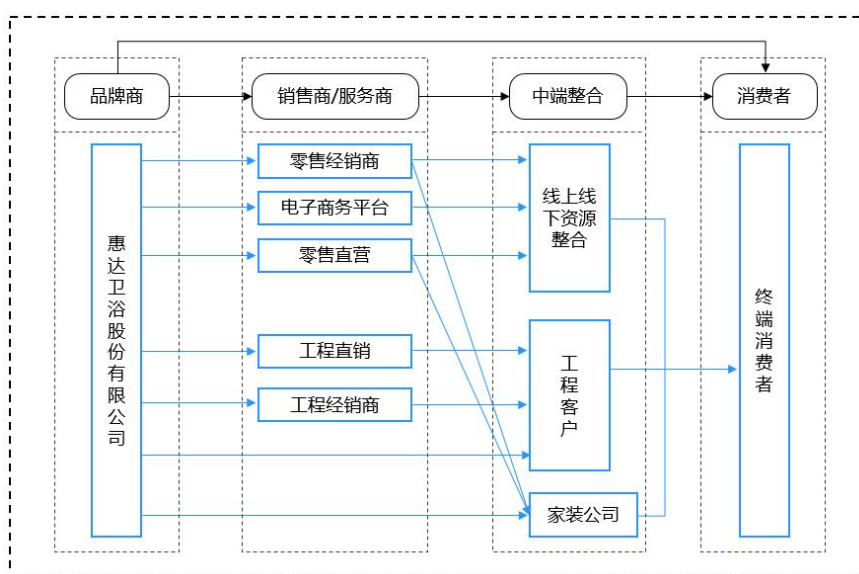 品牌商
销售商/服务商
中端整合
消费者
惠达卫浴股份有限公司
零售经销商
电子商务平台
零售直营
工程直销
工程经销商
线上线
下资源
整合
工程客户
家装公司
终端消费者